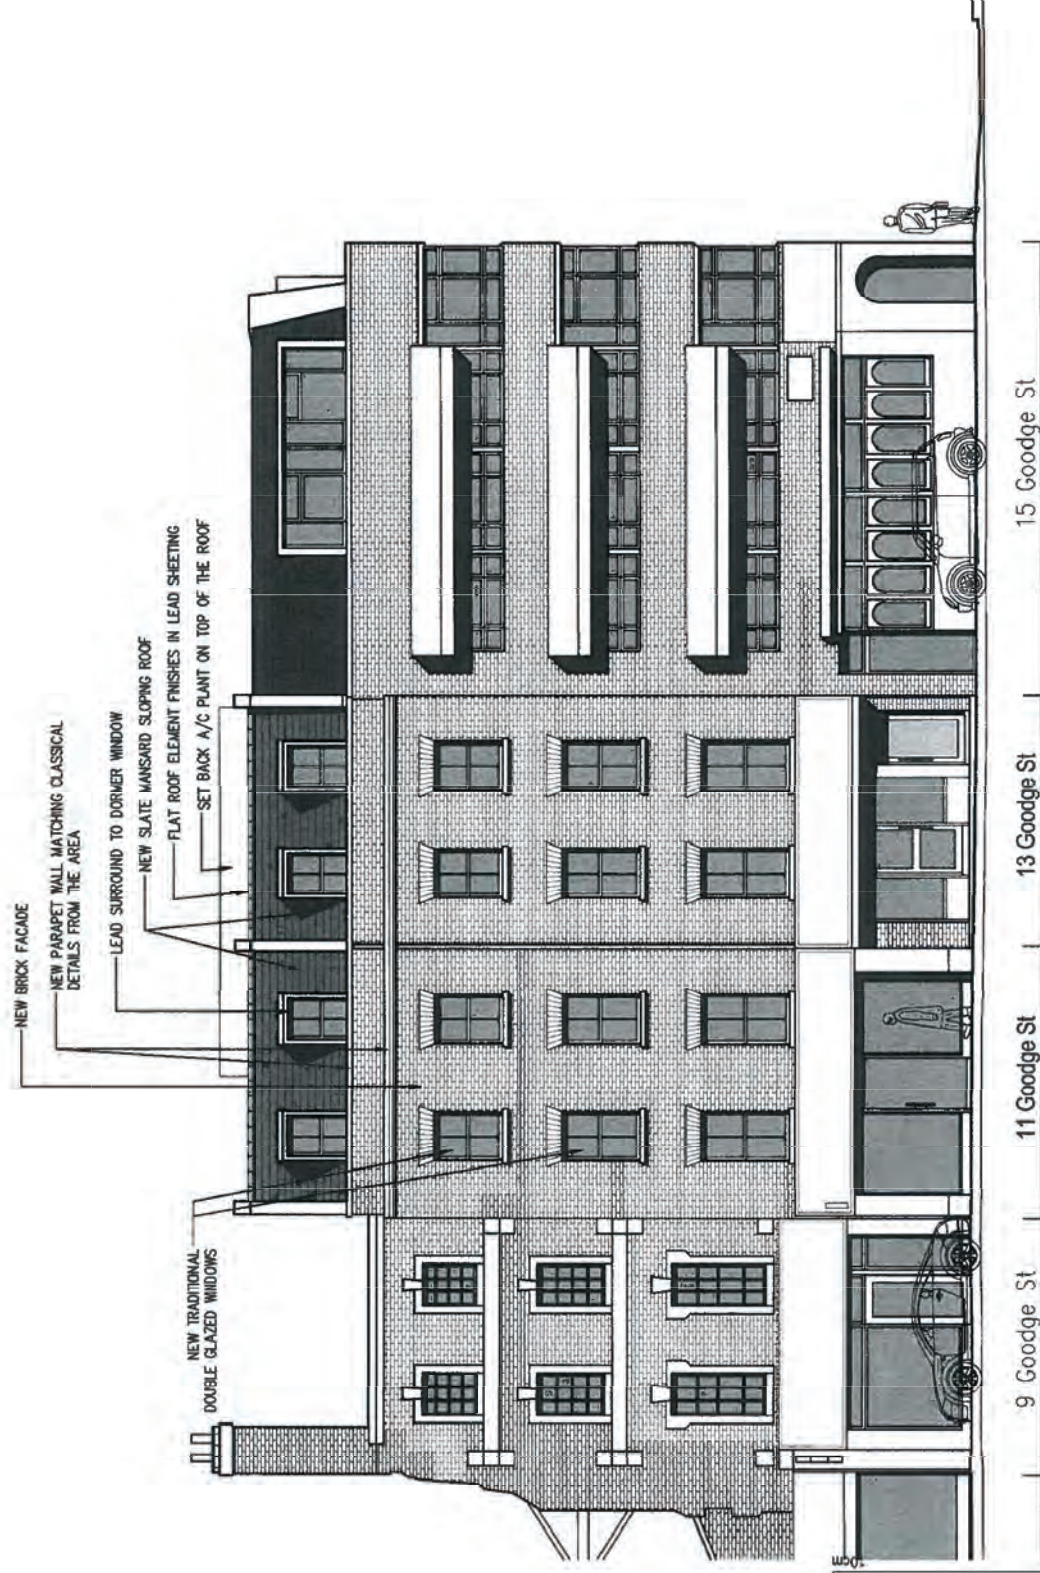 NEW BRICK FACADE
NEW PARAPET WALL MATCHING CLASSICAL
DETAILS FROM THE AREA
LEAD SURROUND TO DORMER WINDOW
NEW SLATE MANSARD SLOPING ROOF
FLAT ROOF ELEMENT FNISHES IN LEAD SHEETING
SET BACK A/C PLANT ON TOP OF THE ROOF
NEW TRADITIONAL
DOUBLE GLAZED WINDOWS
9 Goodge St
11 Goodge St
13 Goodge St
15 Goodge St
10cm